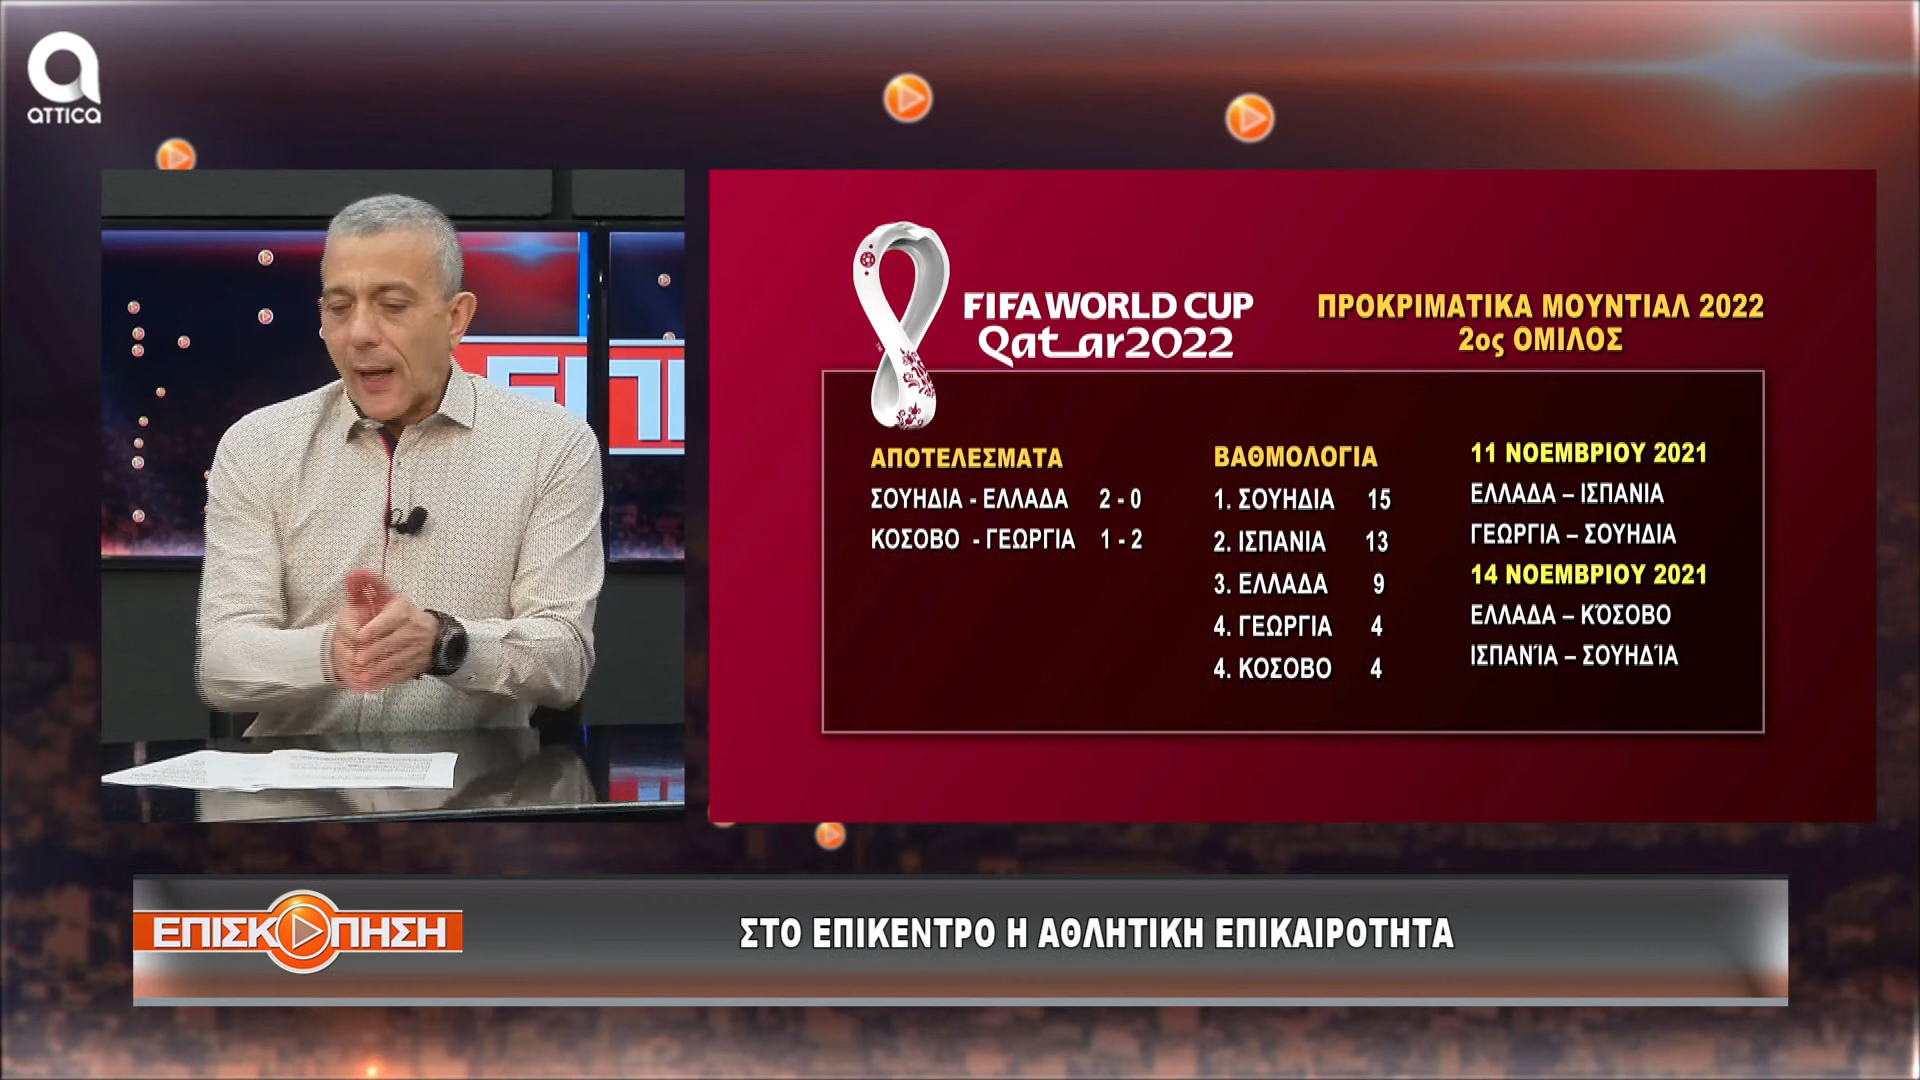 attica
FIFA WORLD CUP
Qatar2022
ΠΡΟΚΡΙΜΑΤΙΚΑ ΜΟΥΝΤΙΑΛ 2022
2ος ΟΜΙΛΟΣ
ΑΠΟΤΕΛΕΣΜΑΤΑ
ΣΟΥΗΔΙΑ - ΕΛΛΑΔΑ 2 - 0
ΚΟΣΟΒΟ - ΓΕΩΡΓΙΑ 1 - 2
ΒΑΘΜΟΛΟΓΙΑ
1. ΣΟΥΗΔΙΑ 15
2. ΙΣΠΑΝΙΑ 13
3. ΕΛΛΑΔΑ 9
4. ΓΕΩΡΓΙΑ 4
4. ΚΟΣΟΒΟ 4
11 ΝΟΕΜΒΡΙΟΥ 2021
ΕΛΛΑΔΑ – ΙΣΠΑΝΙΑ
ΓΕΩΡΓΙΑ – ΣΟΥΗΔΙΑ
14 ΝΟΕΜΒΡΙΟΥ 2021
ΕΛΛΑΔΑ – ΚΌΣΟΒΟ
ΙΣΠΑΝΊΑ – ΣΟΥΗΔΊΑ
ΕΠΙΣΚΟΠΗΣΗ
ΣΤΟ ΕΠΙΚΕΝΤΡΟ Η ΑΘΛΗΤΙΚΗ ΕΠΙΚΑΙΡΟΤΗΤΑ